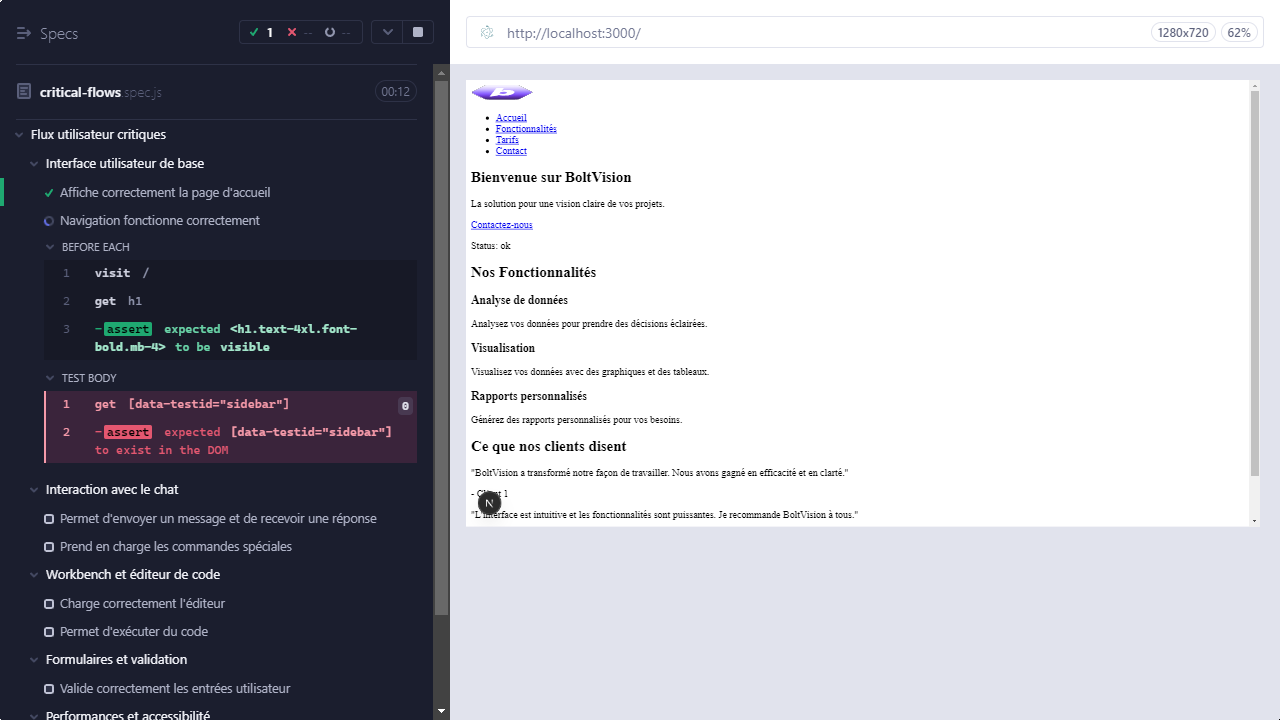 Specs
1
--
--
critical-flows.spec.js
00:12
Flux utilisateur critiques
Interface utilisateur de base
Affiche correctement la page d'accueil
Navigation fonctionne correctement
BEFORE EACH
1 visit /
2 get h1
3 -assert expected <h1.text-4xl.font-
bold.mb-4> to be visible
TEST BODY
1 get [data-testid="sidebar"] 0
2 -assert expected [data-testid="sidebar"]
to exist in the DOM
Interaction avec le chat
Permet d'envoyer un message et de recevoir une réponse
Prend en charge les commandes spéciales
Workbench et éditeur de code
Charge correctement l'éditeur
Permet d'exécuter du code
Formulaires et validation
Valide correctement les entrées utilisateur
Performances et accessibilité
http://localhost:3000/
1280x720
62%
b
Accueil
Fonctionnalités
Tarifs
Contact
Bienvenue sur BoltVision
La solution pour une vision claire de vos projets.
Contactez-nous
Status: ok
Nos Fonctionnalités
Analyse de données
Analysez vos données pour prendre des décisions éclairées.
Visualisation
Visualisez vos données avec des graphiques et des tableaux.
Rapports personnalisés
Générez des rapports personnalisés pour vos besoins.
Ce que nos clients disent
"BoltVision a transformé notre façon de travailler. Nous avons gagné en efficacité et en clarté."
- Client 1
N
"L'interface est intuitive et les fonctionnalités sont puissantes. Je recommande BoltVision à tous."